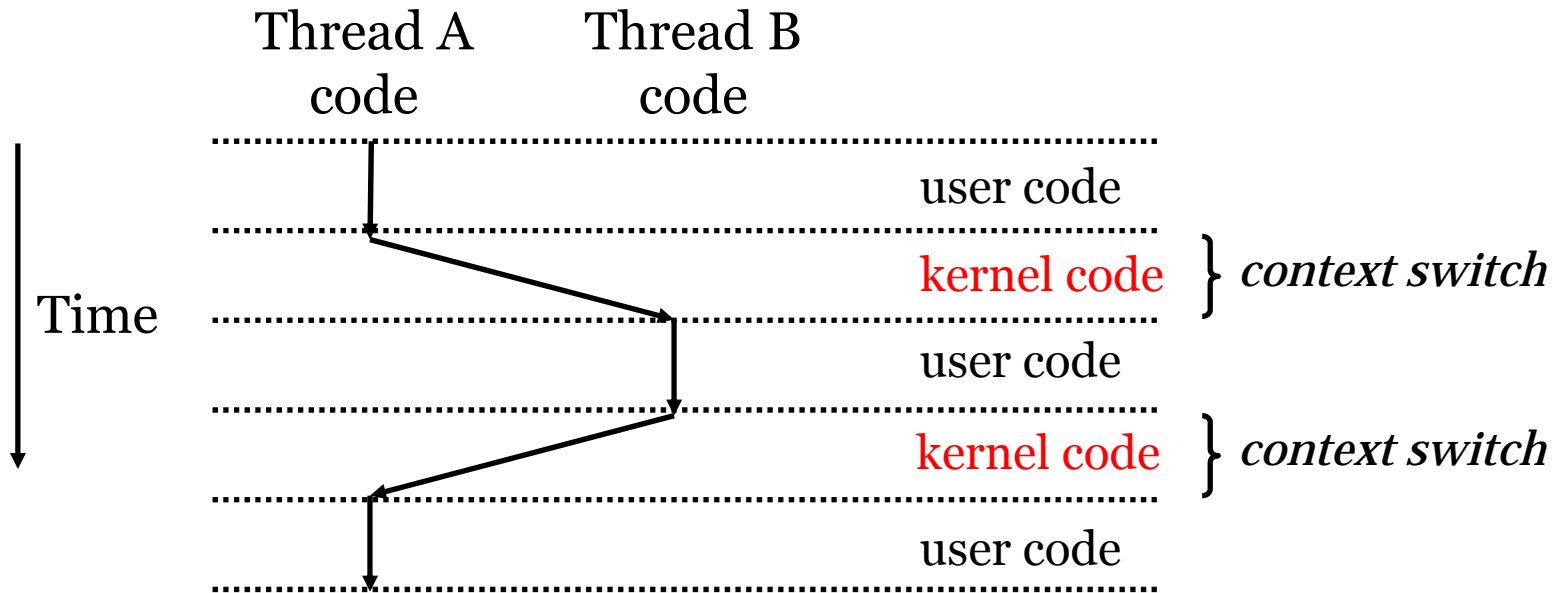 Thread A
code
Thread B
code
user code
kernel code
context switch
Time
user code
kernel code
context switch
user code